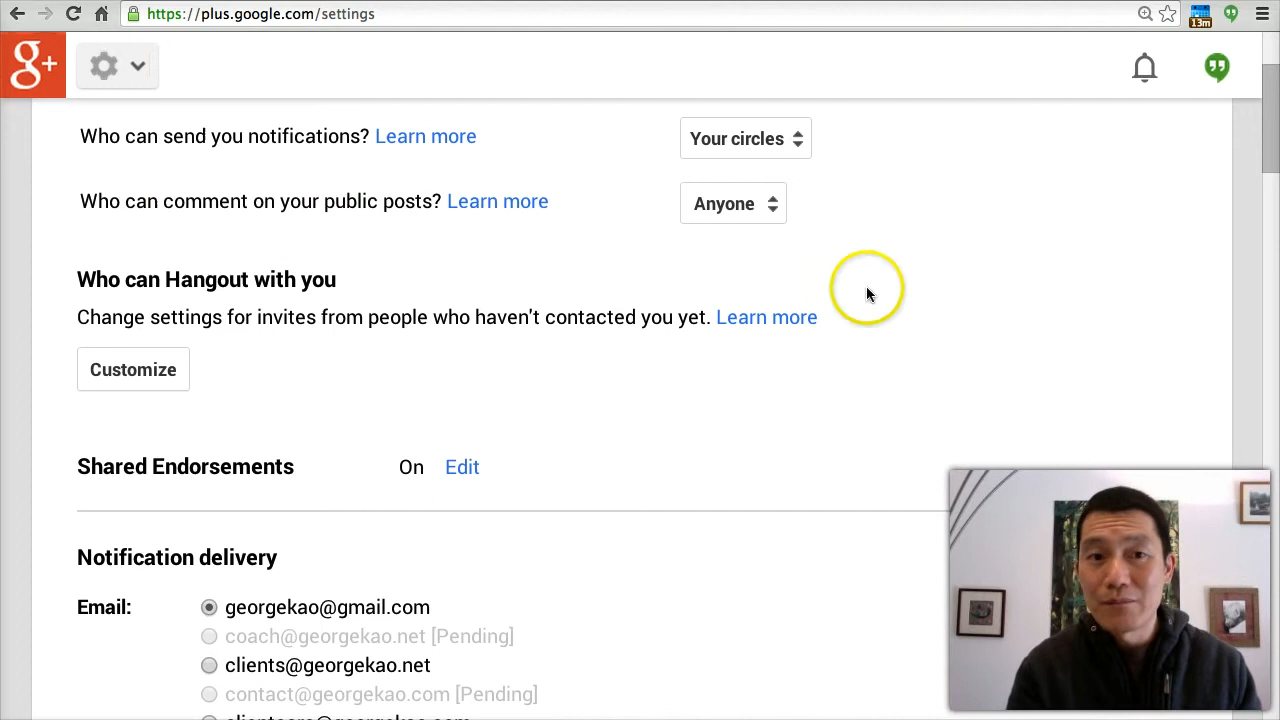 https://plus.google.com/settings
13m
g+
Who can send you notifications? Learn more Your circles
Who can comment on your public posts? Learn more Anyone
Who can Hangout with you
Change settings for invites from people who haven't contacted you yet. Learn more
Customize
Shared Endorsements On Edit
Notification delivery
Email: georgekao@gmail.com
coach@georgekao.net [Pending]
clients@georgekao.net
contact@georgekao.com [Pending]